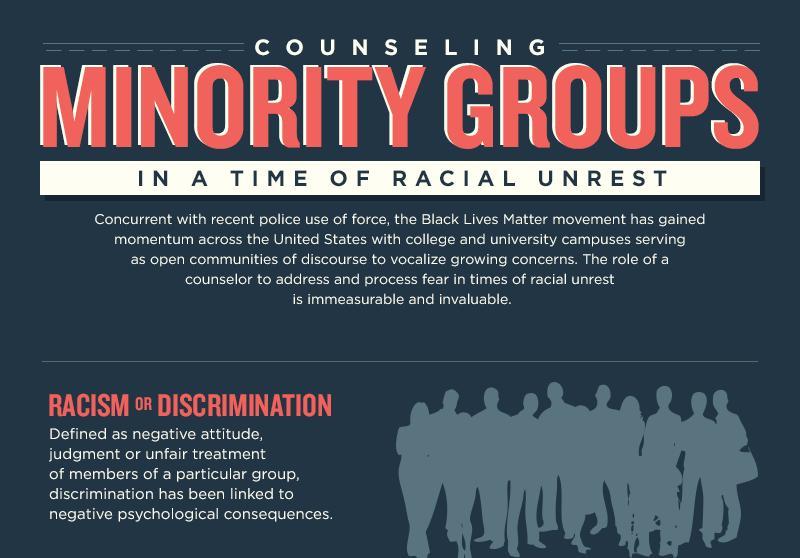 COUNSELING
MINORITY GROUPS
IN A TIME OF RACIAL UNREST
Concurrent with recent police use of force, the Black Lives Matter movement has gained
momentum across the United States with college and university campuses serving
as open communities of discourse to vocalize growing concerns. The role of a
counselor to address and process fear in times of racial unrest
is immeasurable and invaluable.
RACISM OR DISCRIMINATION
Defined as negative attitude,
judgment or unfair treatment
of members of a particular group,
discrimination has been linked to
negative psychological consequences.